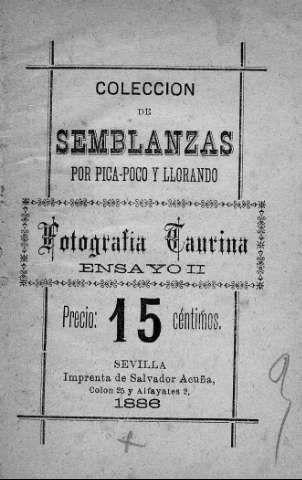 COLECCION
DE
SEMBLANZAS
POR PICA-POCO Y LLORANDO
Fotografia Taurina
ENSAYO II
Precio: 15 céntimos.
SEVILLA
Imprenta de Salvador Acuña,
Colon 25 y Alfayates 2,
1886